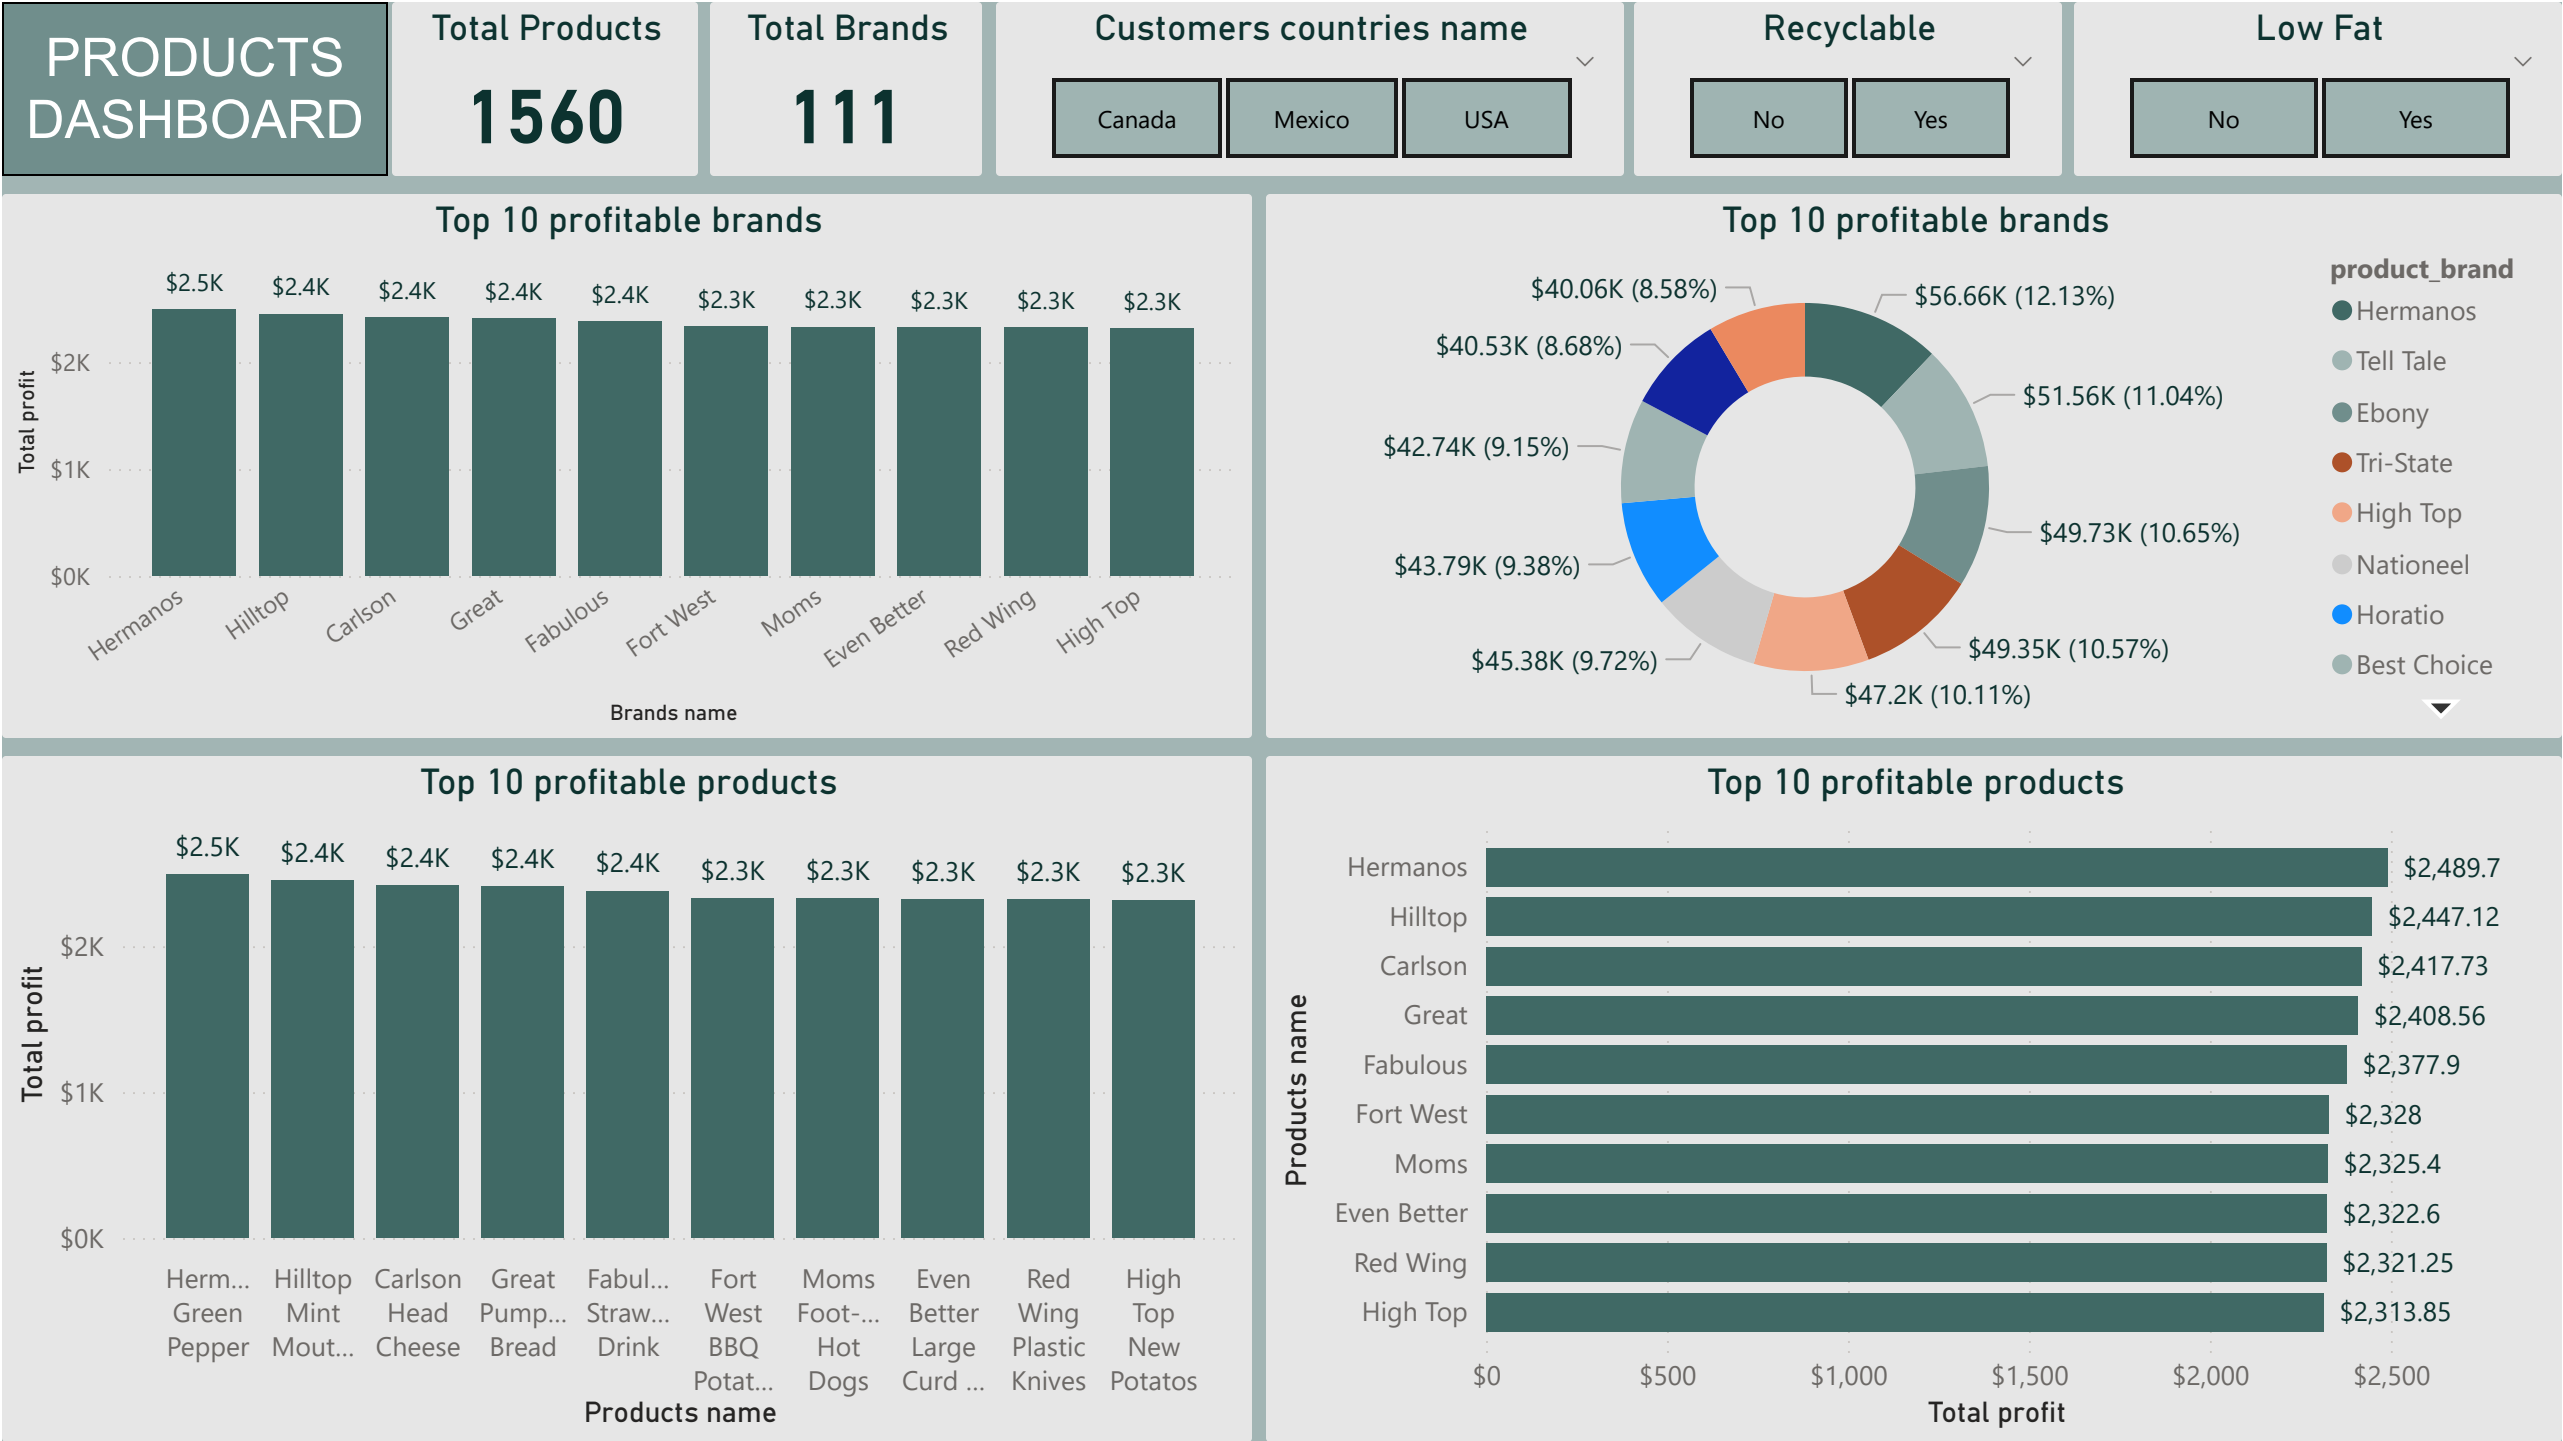 PRODUCTS
DASHBOARD
Total Products
1560
Total Brands
111
Customers countries name
Canada
Mexico
USA
Recyclable
No
Yes
Low Fat
No
Yes
Top 10 profitable brands
Total profit
$2K
$1K
$0K
$2.5K
$2.4K
$2.4K
$2.4K
$2.4K
$2.3K
$2.3K
$2.3K
$2.3K
$2.3K
Hermanos
Hilltop
Carlson
Great
Fabulous
Fort West
Moms
Even Better
Red Wing
High Top
Brands name
Top 10 profitable brands
$56.66K (12.13%)
$51.56K (11.04%)
$49.73K (10.65%)
$49.35K (10.57%)
$47.2K (10.11%)
$45.38K (9.72%)
$43.79K (9.38%)
$42.74K (9.15%)
$40.53K (8.68%)
$40.06K (8.58%)
product_brand
Hermanos
Tell Tale
Ebony
Tri-State
High Top
Nationeel
Horatio
Best Choice
Top 10 profitable products
Total profit
$2K
$1K
$0K
$2.5K
$2.4K
$2.4K
$2.4K
$2.4K
$2.3K
$2.3K
$2.3K
$2.3K
$2.3K
Herm...
Green
Pepper
Hilltop
Mint
Mout...
Carlson
Head
Cheese
Great
Pump...
Bread
Fabul...
Straw...
Drink
Fort
West
BBQ
Potat...
Moms
Foot-...
Hot
Dogs
Even
Better
Large
Curd ...
Red
Wing
Plastic
Knives
High
Top
New
Potatos
Products name
Top 10 profitable products
Products name
Hermanos
$2,489.7
Hilltop
$2,447.12
Carlson
$2,417.73
Great
$2,408.56
Fabulous
$2,377.9
Fort West
$2,328
Moms
$2,325.4
Even Better
$2,322.6
Red Wing
$2,321.25
High Top
$2,313.85
$0
$500
$1,000
$1,500
$2,000
$2,500
Total profit